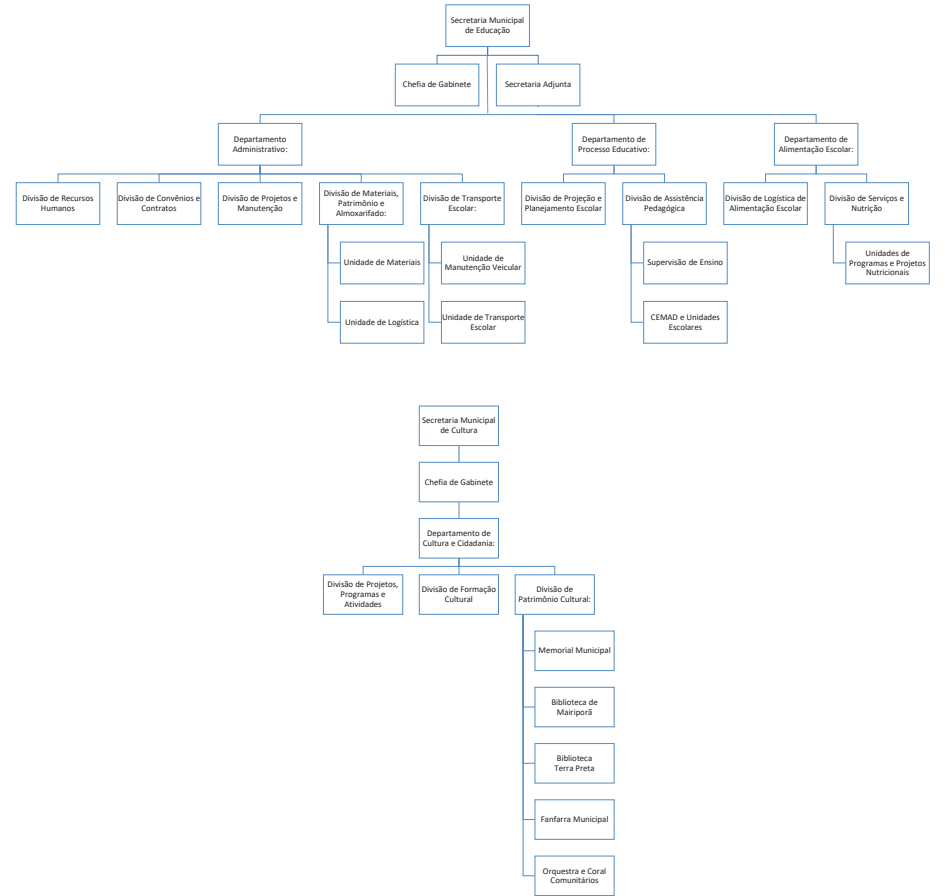 Secretaria Municipal
de Educação
Chefia de Gabinete
Secretaria Adjunta
Departamento
Administrativo:
Departamento de
Processo Educativo:
Departamento de
Alimentação Escolar:
Divisão de Recursos
Humanos
Divisão de Convênios e
Contratos
Divisão de Projetos e
Manutenção
Divisão de Materiais,
Patrimônio e
Almoxarifado:
Divisão de Transporte
Escolar:
Divisão de Projeção e
Planejamento Escolar
Divisão de Assistência
Pedagógica
Divisão de Logística de
Alimentação Escolar
Divisão de Serviços e
Nutrição
Unidade de Materiais
Unidade de
Manutenção Veicular
Supervisão de Ensino
Unidades de
Programas e Projetos
Nutricionais
Unidade de Logística
Unidade de Transporte
Escolar
CEMAD e Unidades
Escolares
Secretaria Municipal
de Cultura
Chefia de Gabinete
Departamento de
Cultura e Cidadania:
Divisão de Projetos,
Programas e
Atividades
Divisão de Formação
Cultural
Divisão de
Patrimônio Cultural:
Memorial Municipal
Biblioteca de
Mairiporã
Biblioteca
Terra Preta
Fanfarra Municipal
Orquestra e Coral
Comunitários